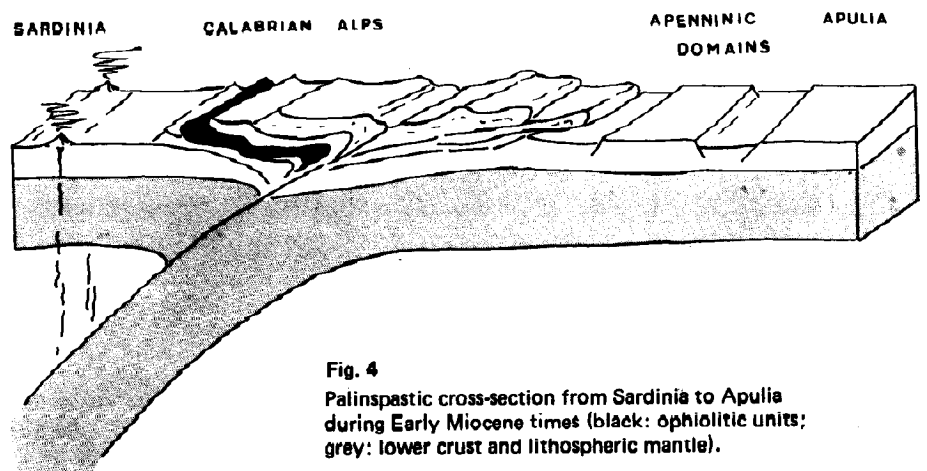 SARDINIA CALABRIAN ALPS APENNINIC DOMAINS APULIA
Fig. 4
Palinspastic cross-section from Sardinia to Apulia
during Early Miocene times (black: ophiolitic units;
grey: lower crust and lithospheric mantle).